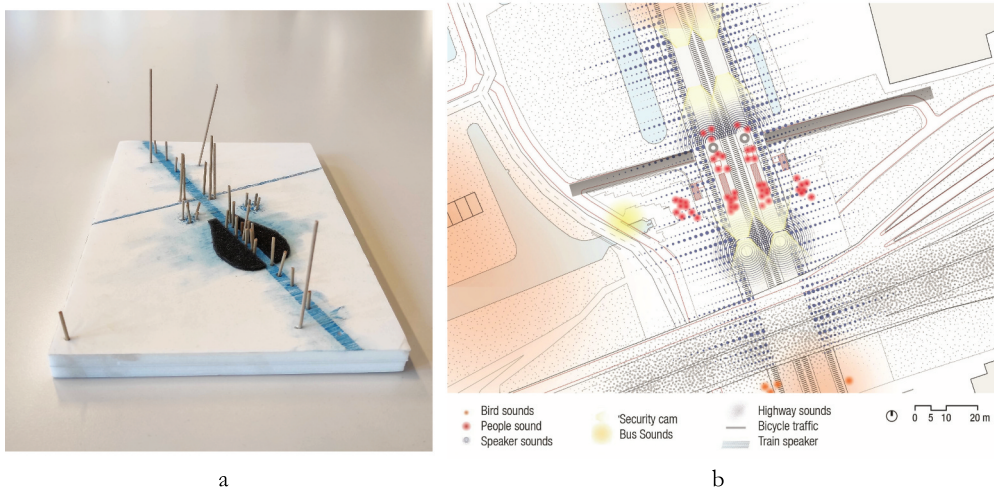 Bird sounds
People sound
Speaker sounds
'Security cam
Bus Sounds
Highway sounds
Bicycle traffic
Train speaker
0 5 10 20 m
a
b